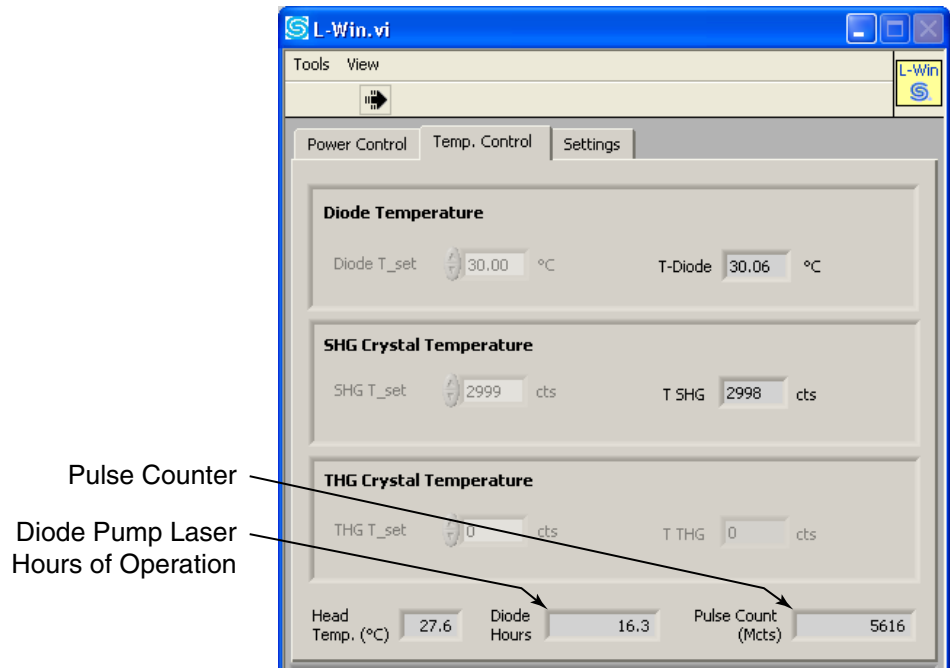 L-Win.vi
Tools View
L-Win
Power Control Temp. Control Settings
Diode Temperature
Diode T_set 30.00 °C T-Diode 30.06 °C
SHG Crystal Temperature
SHG T_set 2999 cts T SHG 2998 cts
Pulse Counter
THG Crystal Temperature
Diode Pump Laser
Hours of Operation
THG T_set 0 cts T THG 0 cts
Head
Temp. (°C) 27.6
Diode
Hours 16.3
Pulse Count
(Mcts) 5616